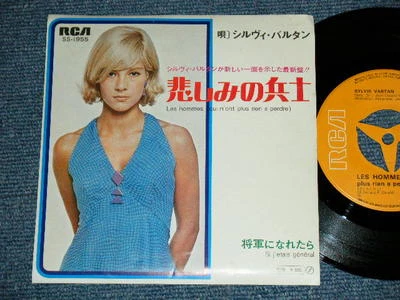 RCA
SS-1955
唄)シルヴィ・バルタン
シルヴィ・バルタンが新しい一面を示した最新盤!!
悲しみの兵士
Les hommes (qui n'ont plus rien a perdre)
将軍になれたら
Si j'etais général
RCA
SYLVIE VARTAN
LES HOMME
plus rien a pe